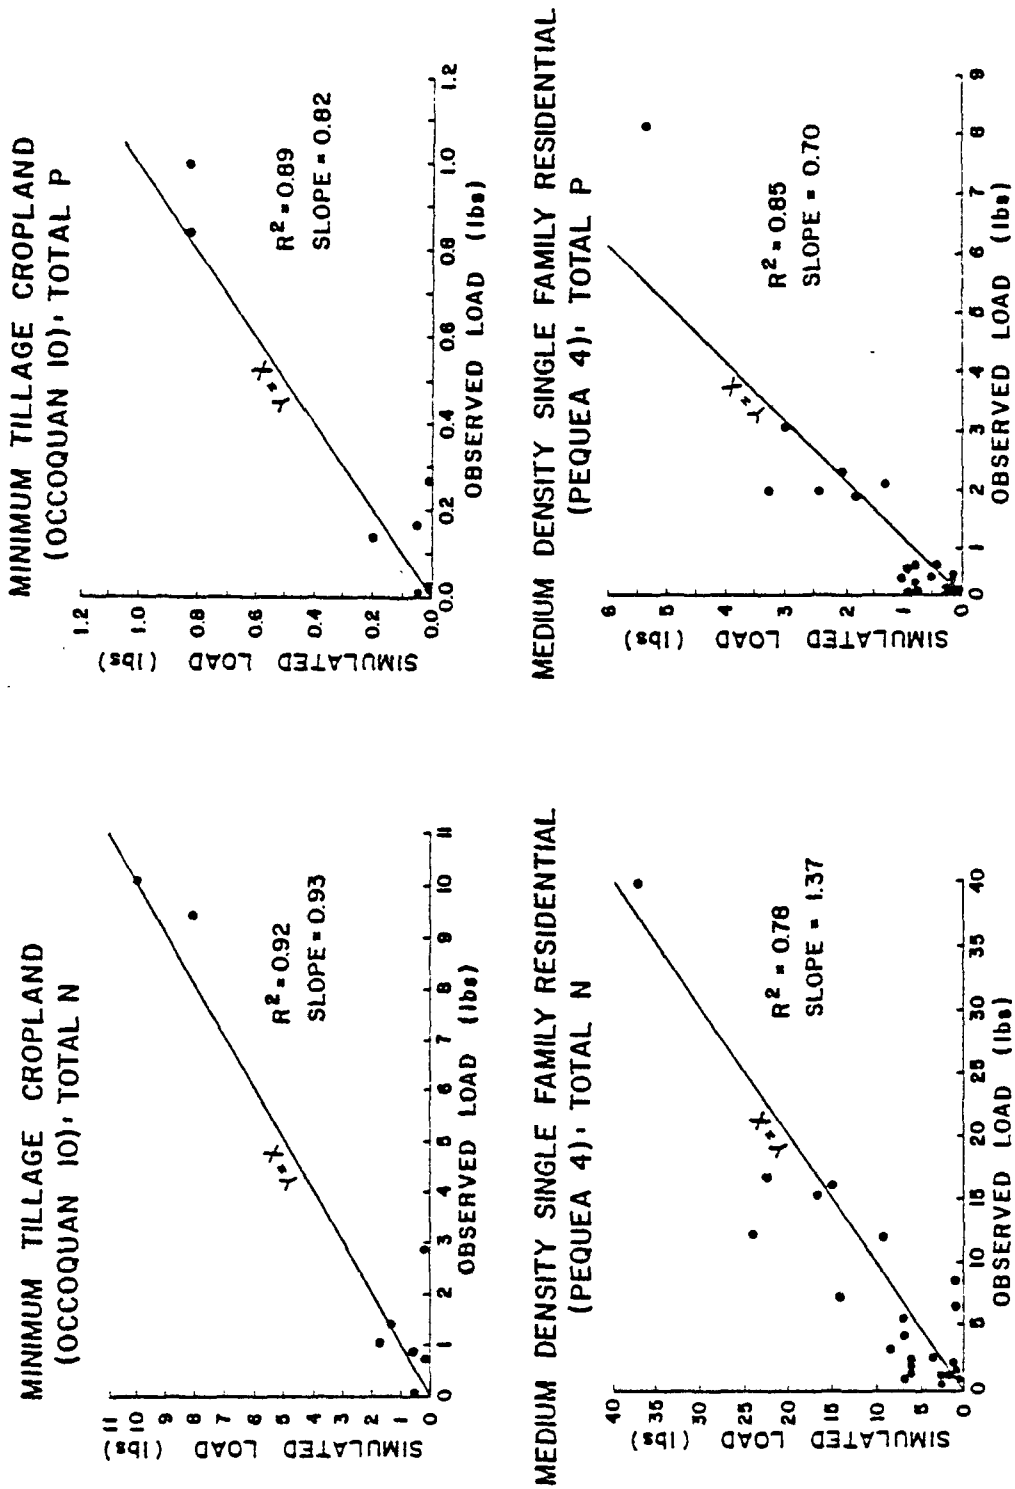 MINIMUM TILLAGE CROPLAND
(OCCOQUAN 10): TOTAL N
SIMULATED LOAD (lbs)
11
10
9
8
7
6
5
4
3
2
1
0
Y = X
R² = 0.92
SLOPE = 0.93
0 1 2 3 4 5 6 7 8 9 10 11
OBSERVED LOAD (lbs)
MINIMUM TILLAGE CROPLAND
(OCCOQUAN 10): TOTAL P
SIMULATED LOAD (lbs)
1.2
1.0
0.8
0.6
0.4
0.2
0.0
Y = X
R² = 0.89
SLOPE = 0.82
0.0 0.2 0.4 0.6 0.8 1.0 1.2
OBSERVED LOAD (lbs)
MEDIUM DENSITY SINGLE FAMILY RESIDENTIAL
(PEQUEA 4): TOTAL N
SIMULATED LOAD (lbs)
40
35
30
25
20
15
10
5
0
Y = X
R² = 0.78
SLOPE = 1.37
0 5 10 15 20 25 30 35 40
OBSERVED LOAD (lbs)
MEDIUM DENSITY SINGLE FAMILY RESIDENTIAL
(PEQUEA 4): TOTAL P
SIMULATED LOAD (lbs)
6
5
4
3
2
1
0
Y = X
R² = 0.85
SLOPE = 0.70
0 1 2 3 4 5 6 7 8 9
OBSERVED LOAD (lbs)